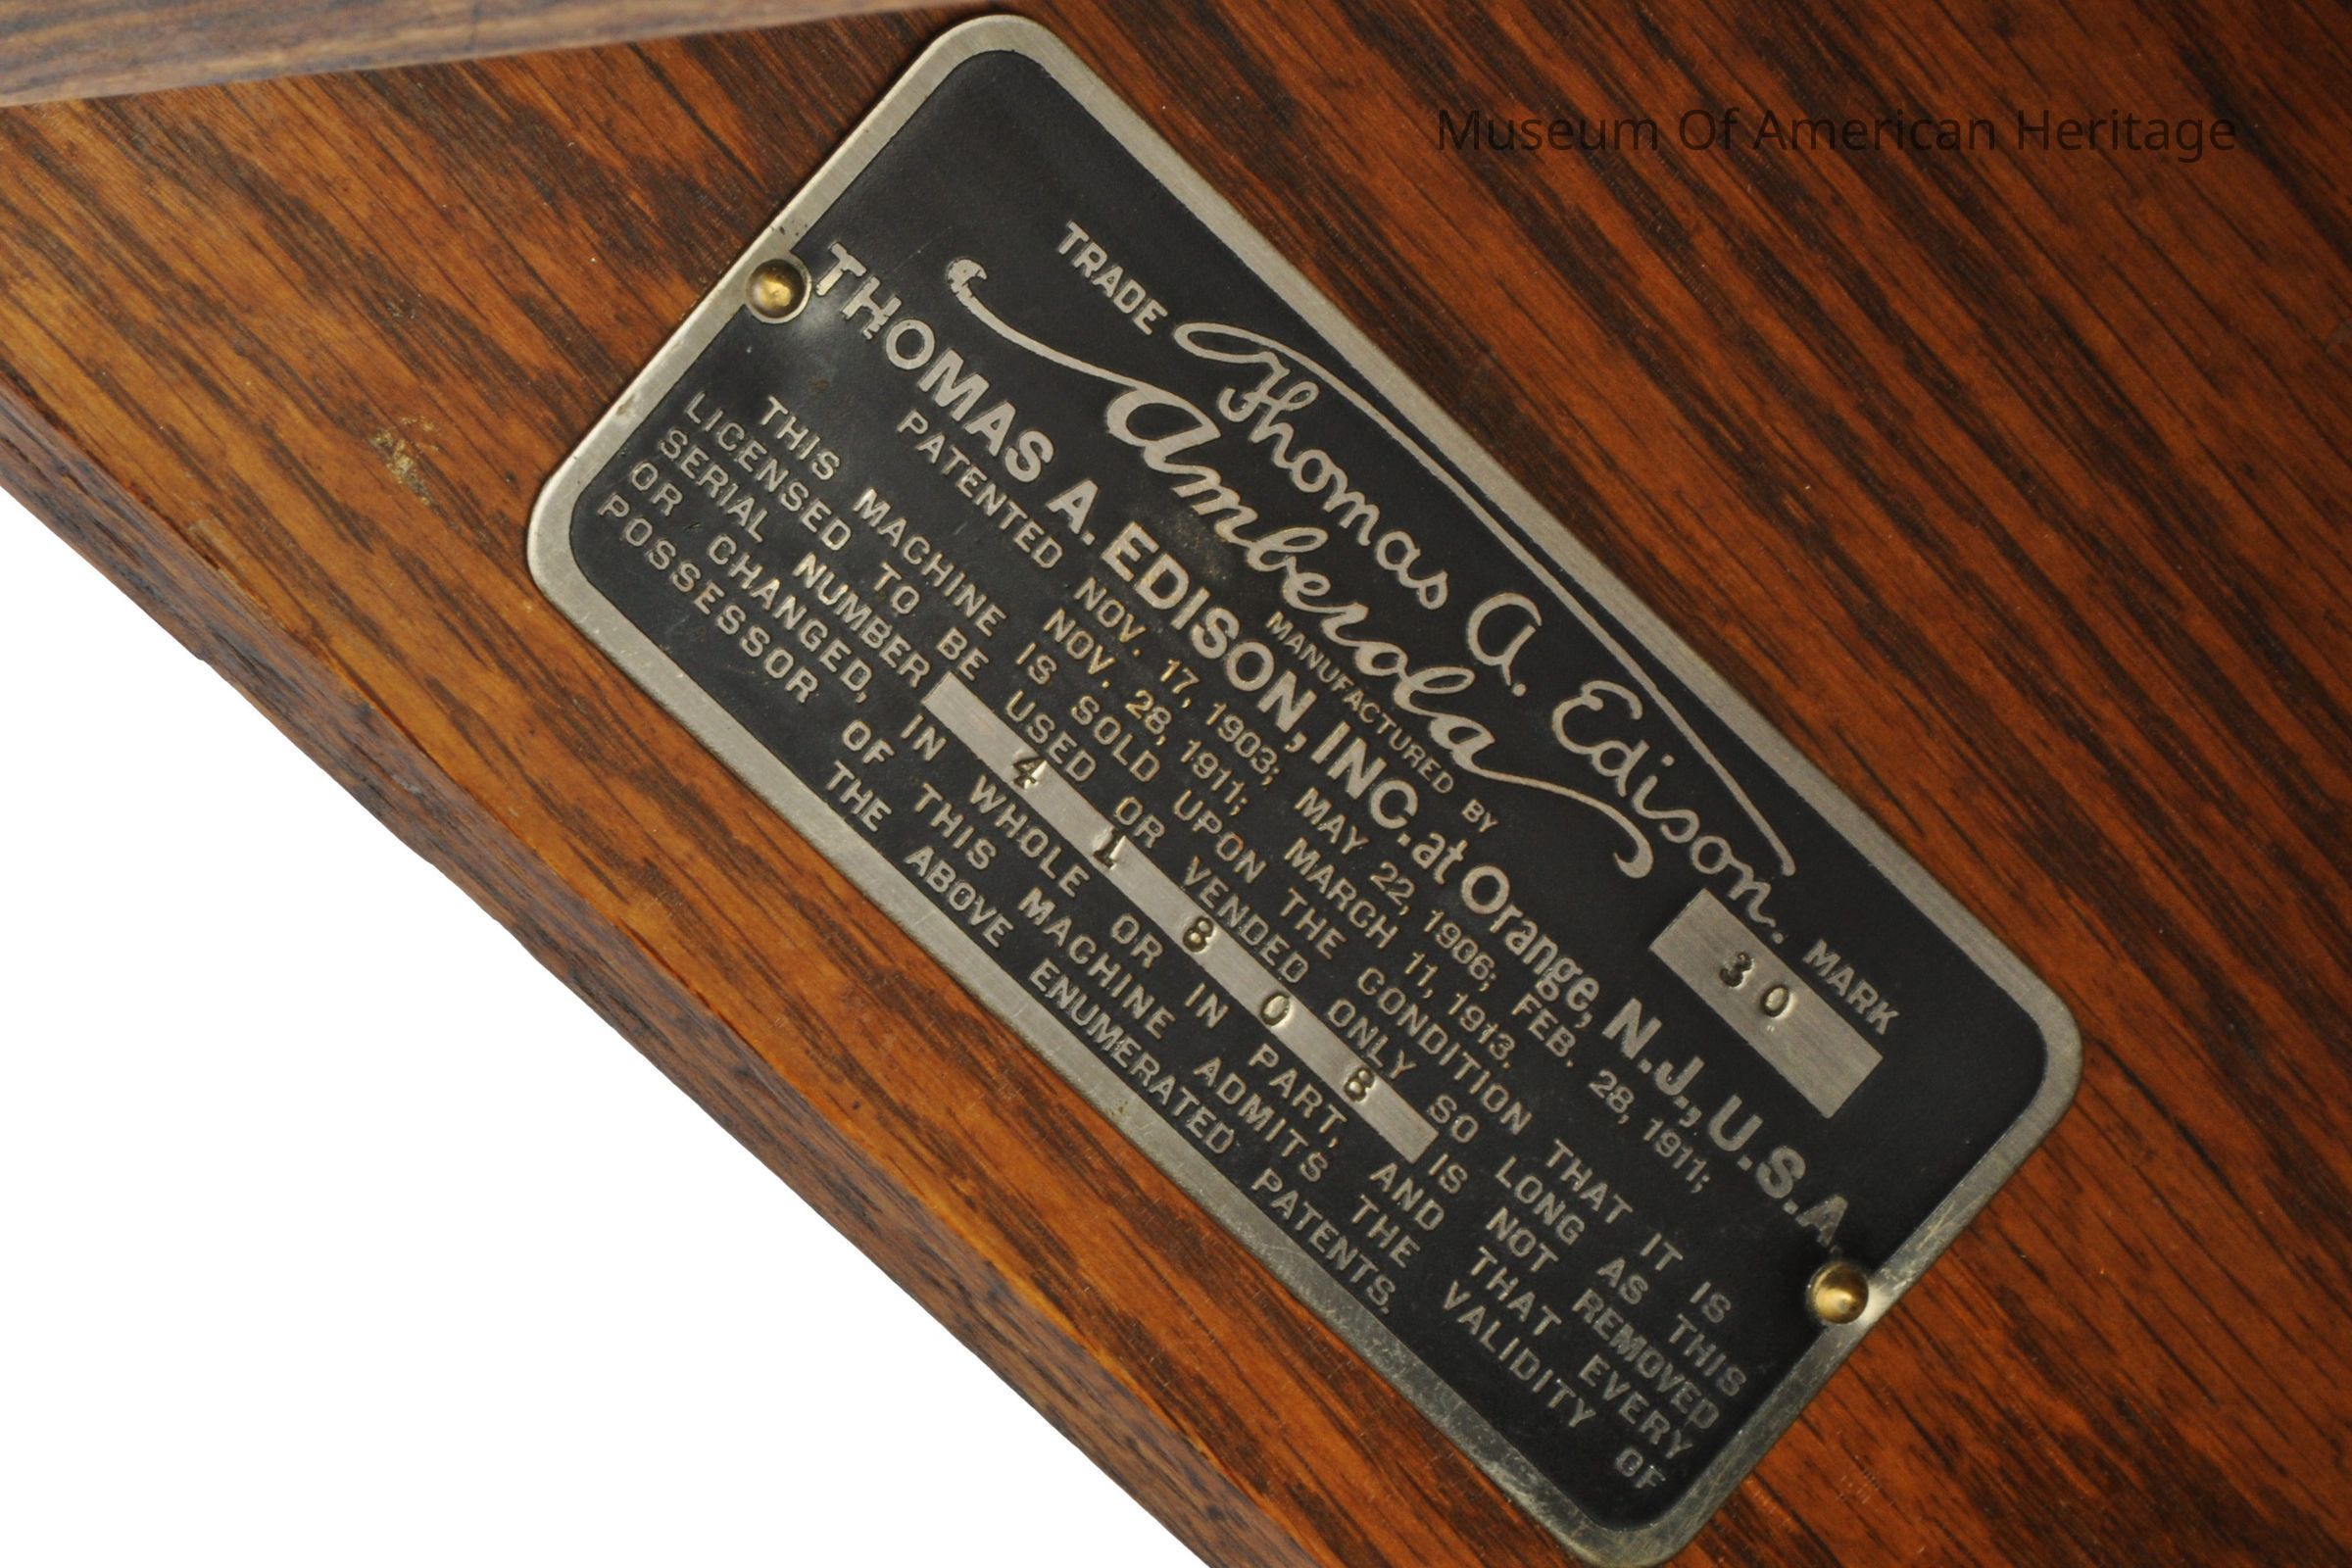 Museum Of American Heritage
TRADE Thomas A. Edison. MARK
Amberola 30
MANUFACTURED BY
THOMAS A. EDISON, INC. at Orange, N.J., U.S.A.
PATENTED NOV. 17, 1903; MAY 22, 1906; FEB. 28, 1911;
NOV. 28, 1911; MARCH 11, 1913.
THIS MACHINE IS SOLD UPON THE CONDITION THAT IT IS
LICENSED TO BE USED OR VENDED ONLY SO LONG AS THIS
SERIAL NUMBER 41808 IS NOT REMOVED
OR CHANGED, IN WHOLE OR IN PART, AND THAT EVERY
POSSESSOR OF THIS MACHINE ADMITS THE VALIDITY OF
THE ABOVE ENUMERATED PATENTS.